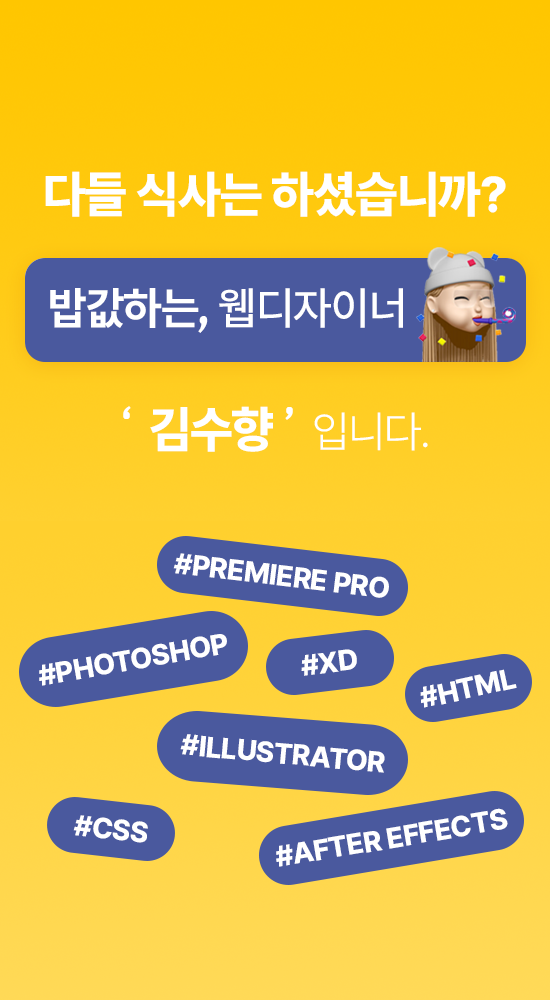 다들 식사는 하셨습니까?
밥값하는, 웹디자이너
‘ 김수향 ’ 입니다.
#PREMIERE PRO
#PHOTOSHOP
#XD
#HTML
#ILLUSTRATOR
#CSS
#AFTER EFFECTS